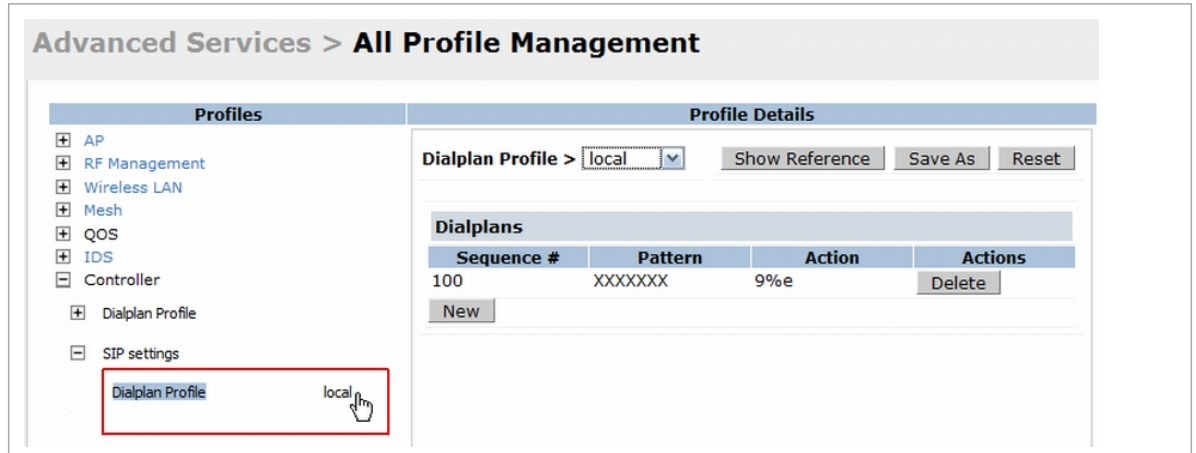 Advanced Services > All Profile Management
Profiles
AP
RF Management
Wireless LAN
Mesh
QOS
IDS
Controller
Dialplan Profile
SIP settings
Dialplan Profile local
Profile Details
Dialplan Profile > local Show Reference Save As Reset
Dialplans
Sequence # Pattern Action Actions
100 XXXXXXX 9%e Delete
New